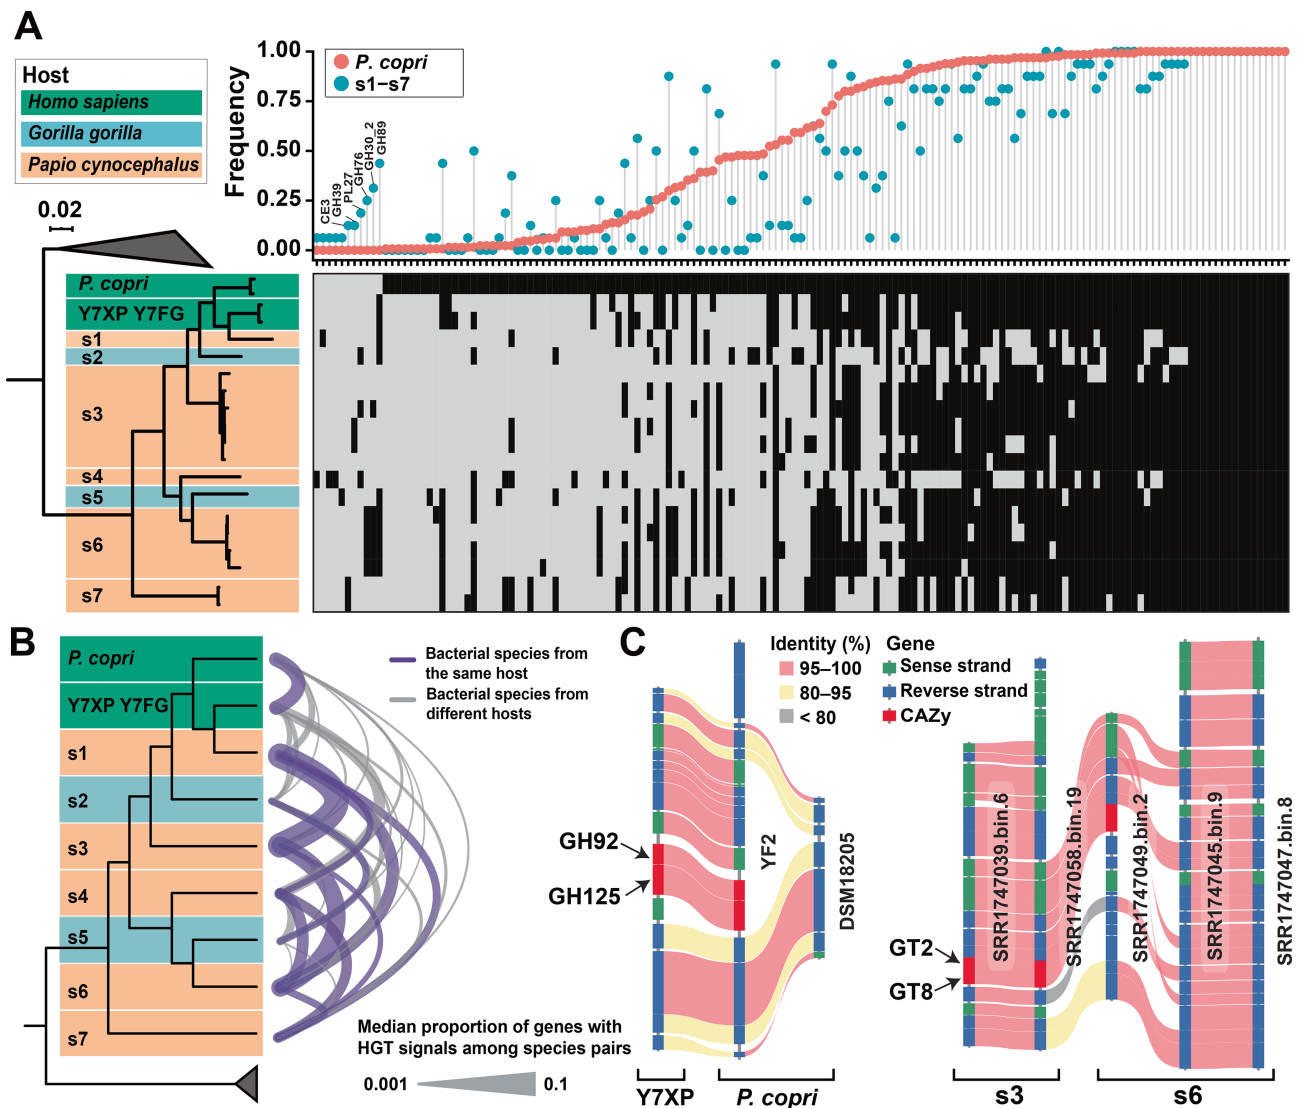 A
Host
Homo sapiens
Gorilla gorilla
Papio cynocephalus
0.02
Frequency
1.00
0.75
0.50
0.25
0.00
P. copri
s1–s7
CE3
GH39
PL27
GH76
GH30_2
GH89
P. copri
Y7XP Y7FG
s1
s2
s3
s4
s5
s6
s7
B
P. copri
Y7XP Y7FG
s1
s2
s3
s4
s5
s6
s7
Bacterial species from
the same host
Bacterial species from
different hosts
Median proportion of genes with
HGT signals among species pairs
0.001
0.1
C
Identity (%)
95–100
80–95
< 80
Gene
Sense strand
Reverse strand
CAZy
GH92
GH125
YF2
DSM18205
Y7XP
P. copri
GT2
GT8
SRR1747039.bin.6
SRR1747058.bin.19
SRR1747049.bin.2
SRR1747045.bin.9
SRR1747047.bin.8
s3
s6